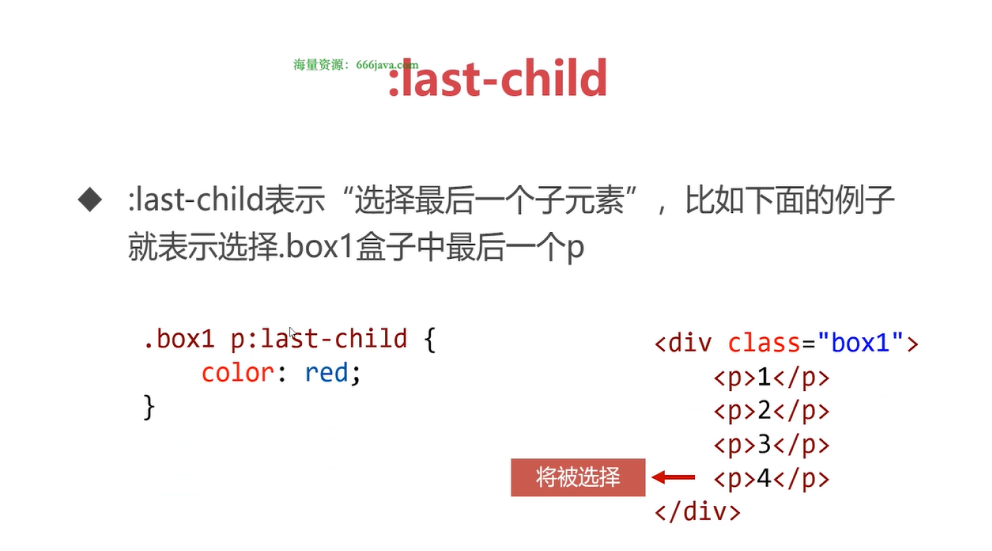 海量资源：666java.com
:last-child
:last-child表示“选择最后一个子元素”，比如下面的例子
就表示选择.box1盒子中最后一个p
.box1 p:last-child {
    color: red;
}
<div class="box1">
    <p>1</p>
    <p>2</p>
    <p>3</p>
将被选择
    <p>4</p>
</div>